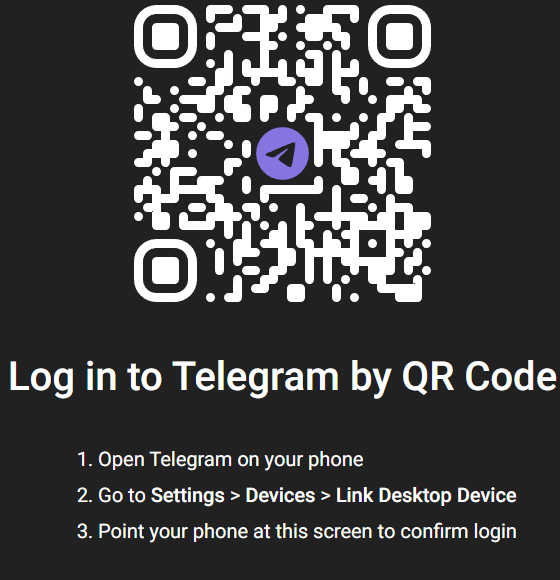 Log in to Telegram by QR Code
1. Open Telegram on your phone
2. Go to Settings > Devices > Link Desktop Device
3. Point your phone at this screen to confirm login